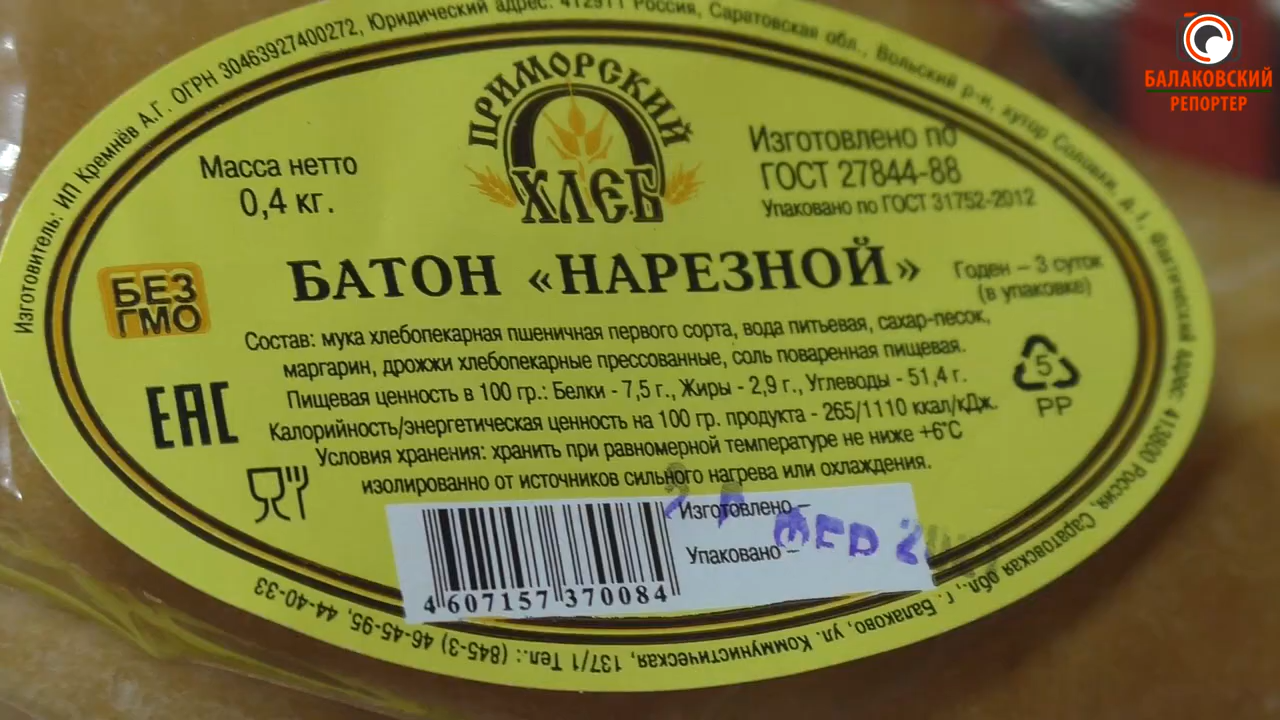 Изготовитель: ИП Кремнёв А.Г. ОГРН 30463927400272, Юридический адрес: 412911 Россия, Саратовская обл., Вольский р-н, хутор Соловки, д.1, фактический адрес: 413800 Россия, Саратовская обл., г. Балаково, ул. Коммунистическая, 137/1 Тел.: (845-3) 46-45-95, 44-40-33
БАЛАКОВСКИЙ
РЕПОРТЕР
ПРИМОРСКИЙ
ХЛЕБ
Масса нетто
0,4 кг.
Изготовлено по
ГОСТ 27844-88
Упаковано по ГОСТ 31752-2012
БАТОН «НАРЕЗНОЙ»
Годен – 3 суток
(в упаковке)
БЕЗ
ГМО
Состав: мука хлебопекарная пшеничная первого сорта, вода питьевая, сахар-песок,
маргарин, дрожжи хлебопекарные прессованные, соль поваренная пищевая.
Пищевая ценность в 100 гр.: Белки - 7,5 г., Жиры - 2,9 г., Углеводы - 51,4 г.
Калорийность/энергетическая ценность на 100 гр. продукта - 265/1110 ккал/кДж.
Условия хранения: хранить при равномерной температуре не ниже +6°С
изолированно от источников сильного нагрева или охлаждения.
ЕАС
5
PP
Изготовлено –
ФЕВ
Упаковано –
4 607157 370084